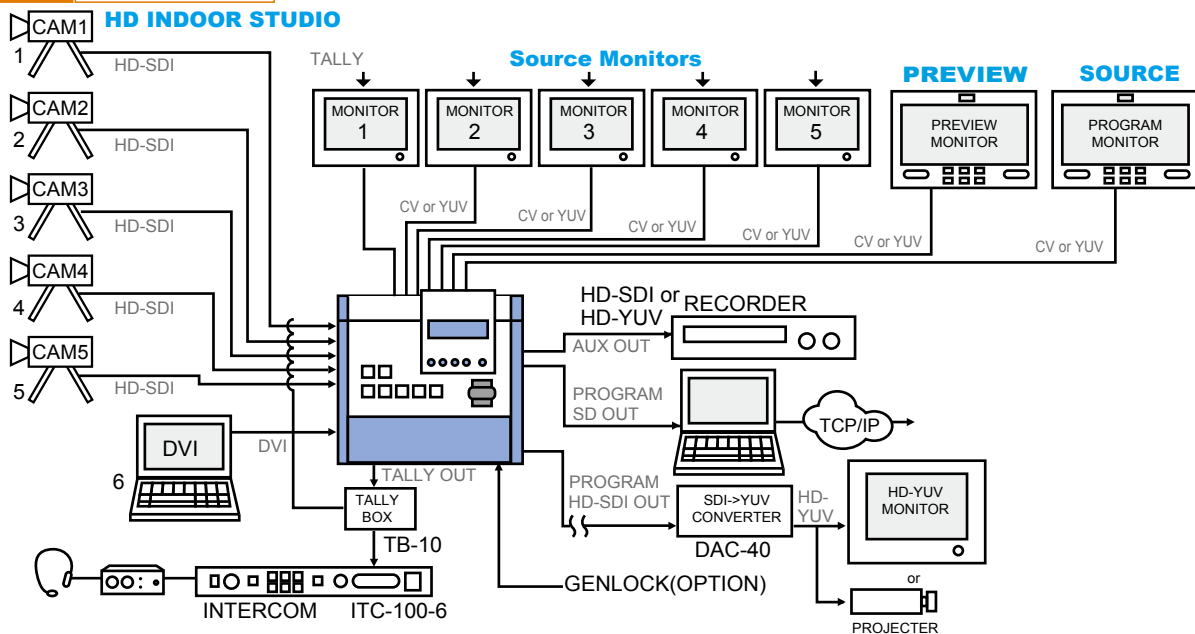 HD INDOOR STUDIO
CAM1
1
HD-SDI
CAM2
2
HD-SDI
CAM3
3
HD-SDI
CAM4
4
HD-SDI
CAM5
5
HD-SDI
DVI
6
DVI
TALLY
Source Monitors
MONITOR
1
MONITOR
2
MONITOR
3
MONITOR
4
MONITOR
5
PREVIEW
PREVIEW
MONITOR
SOURCE
PROGRAM
MONITOR
CV or YUV
CV or YUV
CV or YUV
CV or YUV
CV or YUV
CV or YUV
HD-SDI or
HD-YUV
AUX OUT
RECORDER
PROGRAM
SD OUT
TCP/IP
TALLY OUT
TALLY
BOX
TB-10
PROGRAM
HD-SDI OUT
SDI->YUV
CONVERTER
DAC-40
HD-
YUV
HD-YUV
MONITOR
or
PROJECTER
GENLOCK(OPTION)
INTERCOM
ITC-100-6